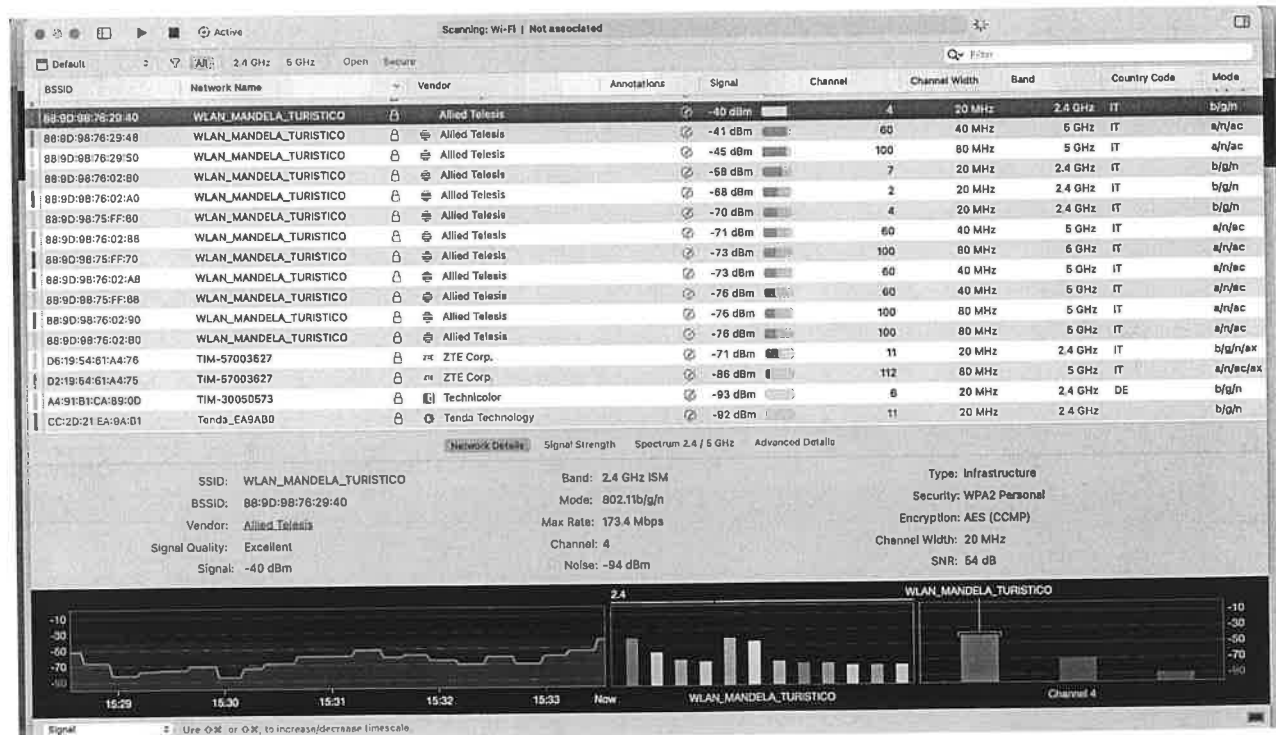 Active Scanning: Wi-Fi | Not associated
Default All 2.4 GHz 5 GHz Open Secure Filter
BSSID Network Name Vendor Annotations Signal Channel Channel Width Band Country Code Mode
88:9D:98:76:29:40 WLAN_MANDELA_TURISTICO Allied Telesis -40 dBm 4 20 MHz 2.4 GHz IT b/g/n
88:9D:98:76:29:48 WLAN_MANDELA_TURISTICO Allied Telesis -41 dBm 60 40 MHz 5 GHz IT a/n/ac
88:9D:98:76:29:50 WLAN_MANDELA_TURISTICO Allied Telesis -45 dBm 100 80 MHz 5 GHz IT a/n/ac
88:9D:98:76:02:80 WLAN_MANDELA_TURISTICO Allied Telesis -68 dBm 7 20 MHz 2.4 GHz IT b/g/n
88:9D:98:76:02:A0 WLAN_MANDELA_TURISTICO Allied Telesis -68 dBm 2 20 MHz 2.4 GHz IT b/g/n
88:9D:98:75:FF:60 WLAN_MANDELA_TURISTICO Allied Telesis -70 dBm 4 20 MHz 2.4 GHz IT b/g/n
88:9D:98:76:02:88 WLAN_MANDELA_TURISTICO Allied Telesis -71 dBm 60 40 MHz 5 GHz IT a/n/ac
88:9D:98:75:FF:70 WLAN_MANDELA_TURISTICO Allied Telesis -73 dBm 100 80 MHz 5 GHz IT a/n/ac
88:9D:98:76:02:A8 WLAN_MANDELA_TURISTICO Allied Telesis -73 dBm 60 40 MHz 5 GHz IT a/n/ac
88:9D:98:75:FF:68 WLAN_MANDELA_TURISTICO Allied Telesis -76 dBm 60 40 MHz 5 GHz IT a/n/ac
88:9D:98:76:02:90 WLAN_MANDELA_TURISTICO Allied Telesis -76 dBm 100 80 MHz 5 GHz IT a/n/ac
88:9D:98:76:02:B0 WLAN_MANDELA_TURISTICO Allied Telesis -76 dBm 100 80 MHz 5 GHz IT a/n/ac
D6:19:54:61:A4:76 TIM-57003627 ZTE ZTE Corp. -71 dBm 11 20 MHz 2.4 GHz IT b/g/n/ax
D2:19:54:61:A4:75 TIM-57003627 ZTE ZTE Corp. -86 dBm 112 80 MHz 5 GHz IT a/n/ac/ax
A4:91:B1:CA:89:0D TIM-30050573 Technicolor -93 dBm 6 20 MHz 2.4 GHz DE b/g/n
CC:2D:21:EA:9A:B1 Tenda_EA9AB0 Tenda Technology -92 dBm 11 20 MHz 2.4 GHz b/g/n
Network Details Signal Strength Spectrum 2.4 / 5 GHz Advanced Details
SSID: WLAN_MANDELA_TURISTICO Band: 2.4 GHz ISM Type: Infrastructure
BSSID: 88:9D:98:76:29:40 Mode: 802.11b/g/n Security: WPA2 Personal
Vendor: Allied Telesis Max Rate: 173.4 Mbps Encryption: AES (CCMP)
Signal Quality: Excellent Channel: 4 Channel Width: 20 MHz
Signal: -40 dBm Noise: -94 dBm SNR: 54 dB
2.4 WLAN_MANDELA_TURISTICO
-10 -10
-30 -30
-50 -50
-70 -70
-90 -90
15:29 15:30 15:31 15:32 15:33 Now WLAN_MANDELA_TURISTICO Channel 4
Signal Use ⇧⌘, or ⇧⌘. to increase/decrease timescale.